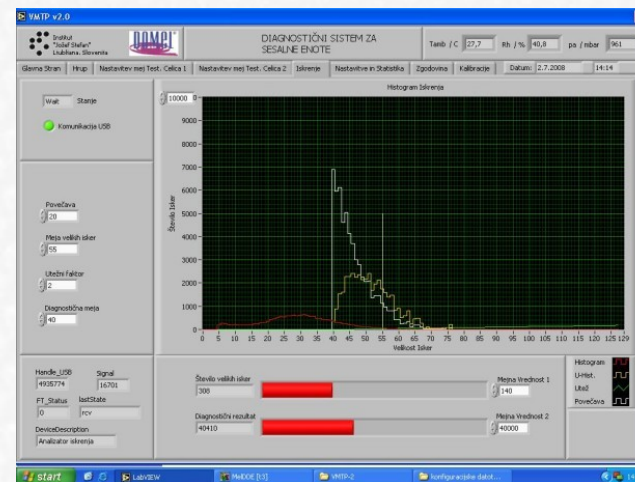 VMTP v2.0
Institut
"Jožef Stefan"
Ljubljana, Slovenia
DOMEL
DIAGNOSTIČNI SISTEM ZA
SESALNE ENOTE
Tamb / C 27,7 Rh / % 40,8 pa / mbar 961
Glavna Stran Hrup Nastavitev mej Test. Celica 1 Nastavitev mej Test. Celica 2 Iskrenje Nastavitve in Statistika Zgodovina Kalibracije Datum: 2.7.2008 14:14
Wait Stanje
Komunikacija USB
Povečava
20
Meja velikih isker
55
Utežni faktor
2
Diagnostična meja
40
Handle_USB Signal
4935774 16701
FT_Status lastState
0 rcv
DeviceDescription
Analizator iskrenja
Histogram Iskrenja
10000
9000
8000
7000
6000
5000
4000
3000
2000
1000
0
Število Isker
0 5 10 15 20 25 30 35 40 45 50 55 60 65 70 75 80 85 90 95 100 105 110 115 120 125 129
Velikost Isker
Število velikih isker
308
Mejna Vrednost 1
140
Diagnostični rezultat
40410
Mejna Vrednost 2
40000
Histogram
U-Hist.
Utež
Povečava
start LabVIEW VMTP-2 konfiguracijske datot... 14